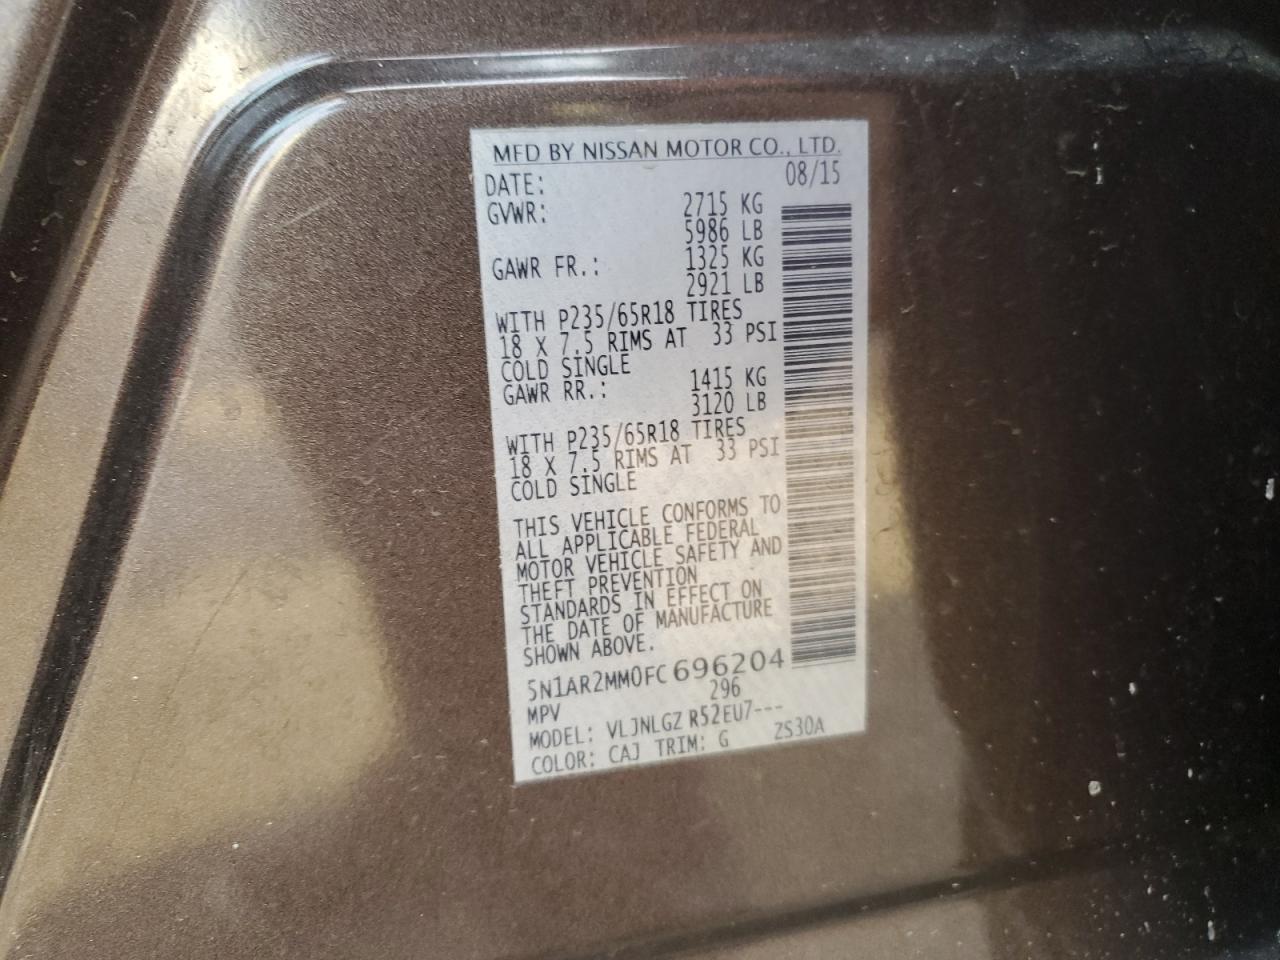 MFD BY NISSAN MOTOR CO., LTD.
DATE: 08/15
GVWR: 2715 KG
5986 LB
GAWR FR.: 1325 KG
2921 LB
WITH P235/65R18 TIRES
18 X 7.5 RIMS AT 33 PSI
COLD SINGLE
GAWR RR.: 1415 KG
3120 LB
WITH P235/65R18 TIRES
18 X 7.5 RIMS AT 33 PSI
COLD SINGLE
THIS VEHICLE CONFORMS TO
ALL APPLICABLE FEDERAL
MOTOR VEHICLE SAFETY AND
THEFT PREVENTION
STANDARDS IN EFFECT ON
THE DATE OF MANUFACTURE
SHOWN ABOVE.
5N1AR2MM0FC696204
MPV 296
MODEL: VLJNLGZ R52EU7---
COLOR: CAJ TRIM: G ZS30A